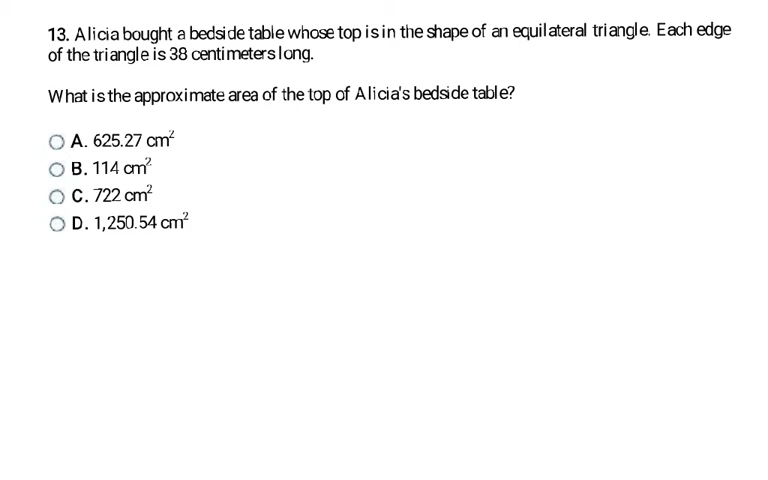 13. Alicia bought a bedside table whose top is in the shape of an equilateral triangle. Each edge
of the triangle is 38 centimeters long.
What is the approximate area of the top of Alicia's bedside table?
A. 625.27 cm²
B. 114 cm²
C. 722 cm²
D. 1,250.54 cm²